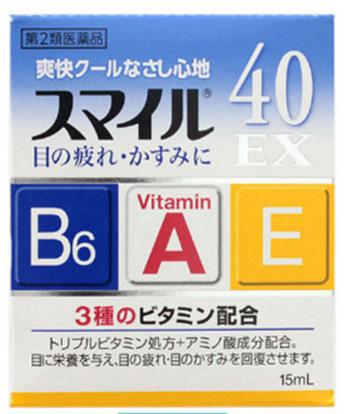 第2類医薬品
爽快クールなさし心地
スマイル® 40
EX
目の疲れ・かすみに
B6
Vitamin
A
E
3種のビタミン配合
トリプルビタミン処方+アミノ酸成分配合。
目に栄養を与え、目の疲れ・目のかすみを回復させます。
15mL